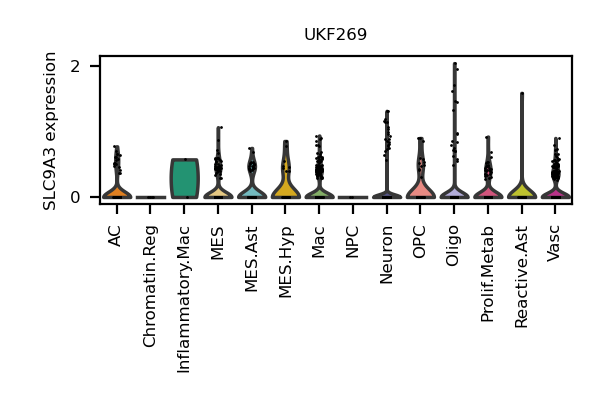 UKF269
SLC9A3 expression
2
0
AC
Chromatin.Reg
Inflammatory.Mac
MES
MES.Ast
MES.Hyp
Mac
NPC
Neuron
OPC
Oligo
Prolif.Metab
Reactive.Ast
Vasc